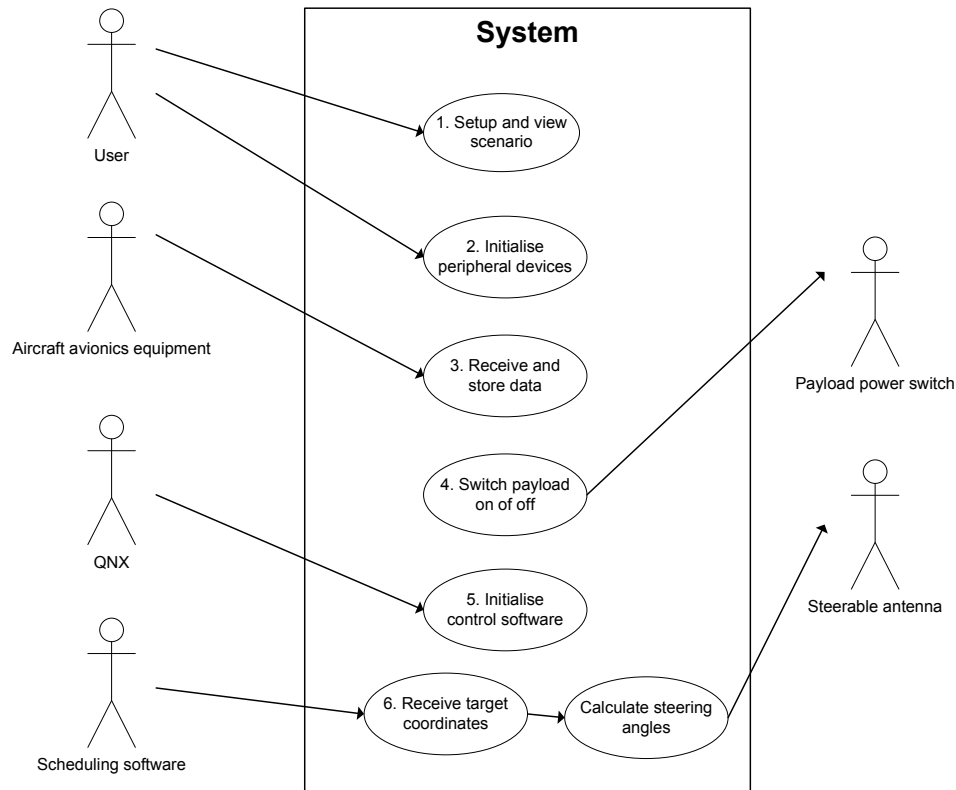 System
1. Setup and view
scenario
User
2. Initialise
peripheral devices
Aircraft avionics equipment
3. Receive and
store data
Payload power switch
4. Switch payload
on of off
QNX
5. Initialise
control software
Steerable antenna
6. Receive target
coordinates
Calculate steering
angles
Scheduling software